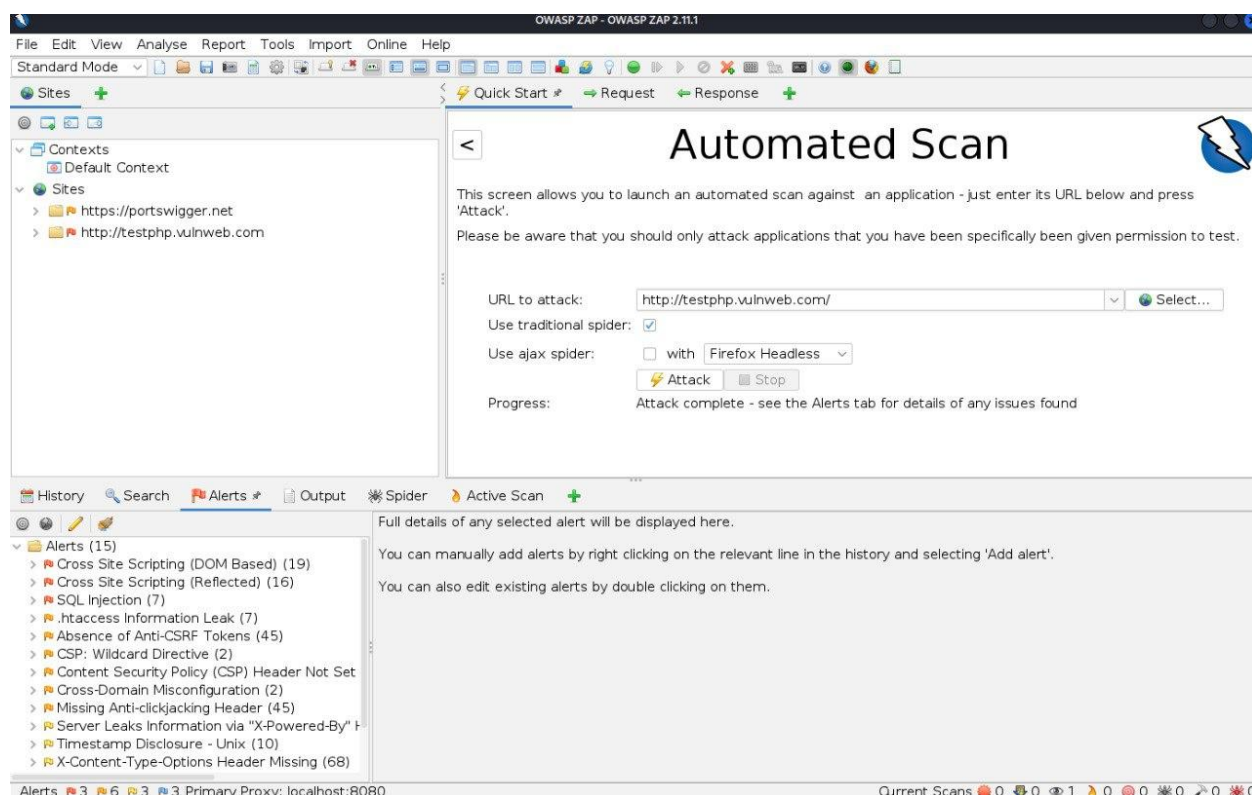 OWASP ZAP - OWASP ZAP 2.11.1
File Edit View Analyse Report Tools Import Online Help
Standard Mode
Sites
Quick Start
Request
Response
<
Automated Scan
Contexts
Default Context
Sites
https://portswigger.net
http://testphp.vulnweb.com
This screen allows you to launch an automated scan against an application - just enter its URL below and press
'Attack'.
Please be aware that you should only attack applications that you have been specifically been given permission to test.
URL to attack: http://testphp.vulnweb.com/ Select...
Use traditional spider:
Use ajax spider: with Firefox Headless
Attack Stop
Progress: Attack complete - see the Alerts tab for details of any issues found
History Search Alerts Output Spider Active Scan
Alerts (15)
Cross Site Scripting (DOM Based) (19)
Cross Site Scripting (Reflected) (16)
SQL Injection (7)
.htaccess Information Leak (7)
Absence of Anti-CSRF Tokens (45)
CSP: Wildcard Directive (2)
Content Security Policy (CSP) Header Not Set
Cross-Domain Misconfiguration (2)
Missing Anti-clickjacking Header (45)
Server Leaks Information via "X-Powered-By"
Timestamp Disclosure - Unix (10)
X-Content-Type-Options Header Missing (68)
Full details of any selected alert will be displayed here.
You can manually add alerts by right clicking on the relevant line in the history and selecting 'Add alert'.
You can also edit existing alerts by double clicking on them.
Alerts 3 6 3 3 Primary Proxy: localhost:8080
Current Scans 0 0 1 0 0 0 0